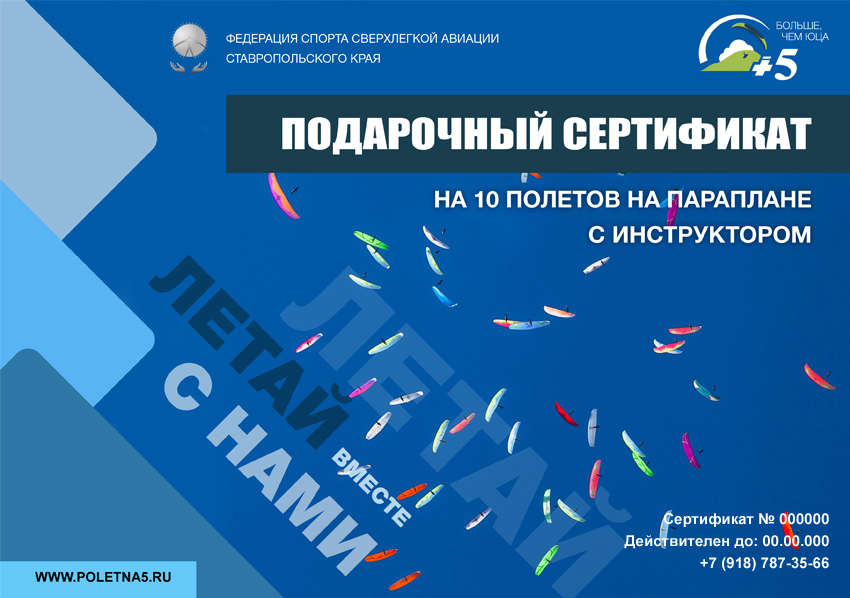 ФЕДЕРАЦИЯ СПОРТА СВЕРХЛЕГКОЙ АВИАЦИИ
СТАВРОПОЛЬСКОГО КРАЯ
БОЛЬШЕ,
ЧЕМ ЮЦА
+5
ПОДАРОЧНЫЙ СЕРТИФИКАТ
НА 10 ПОЛЕТОВ НА ПАРАПЛАНЕ
С ИНСТРУКТОРОМ
ЛЕТАЙ
ЛЕТАЙ
ВМЕСТЕ
С НАМИ
Сертификат № 000000
Действителен до: 00.00.000
+7 (918) 787-35-66
WWW.POLETNA5.RU